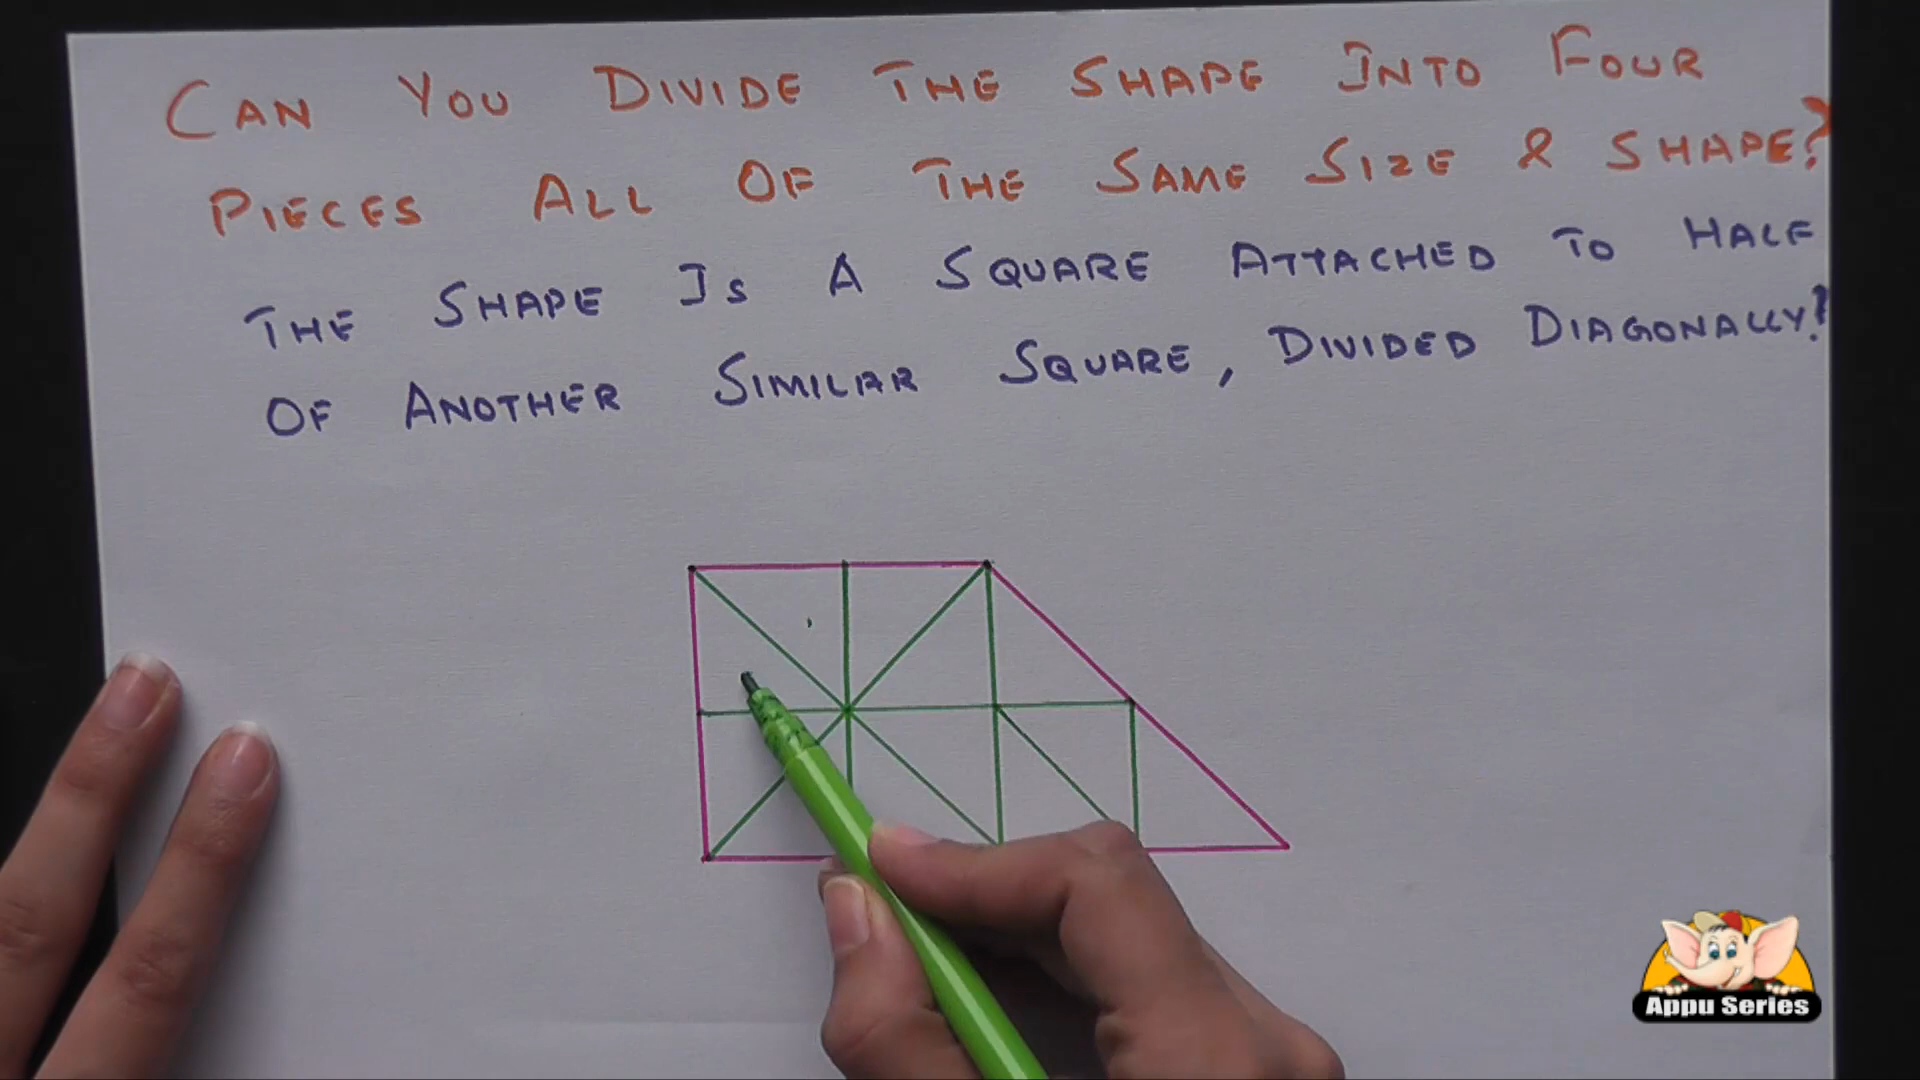 CAN YOU DIVIDE THE SHAPE INTO FOUR
PIECES ALL OF THE SAME SIZE & SHAPE?
THE SHAPE IS A SQUARE ATTACHED TO HALF
OF ANOTHER SIMILAR SQUARE, DIVIDED DIAGONALLY?
Appu Series